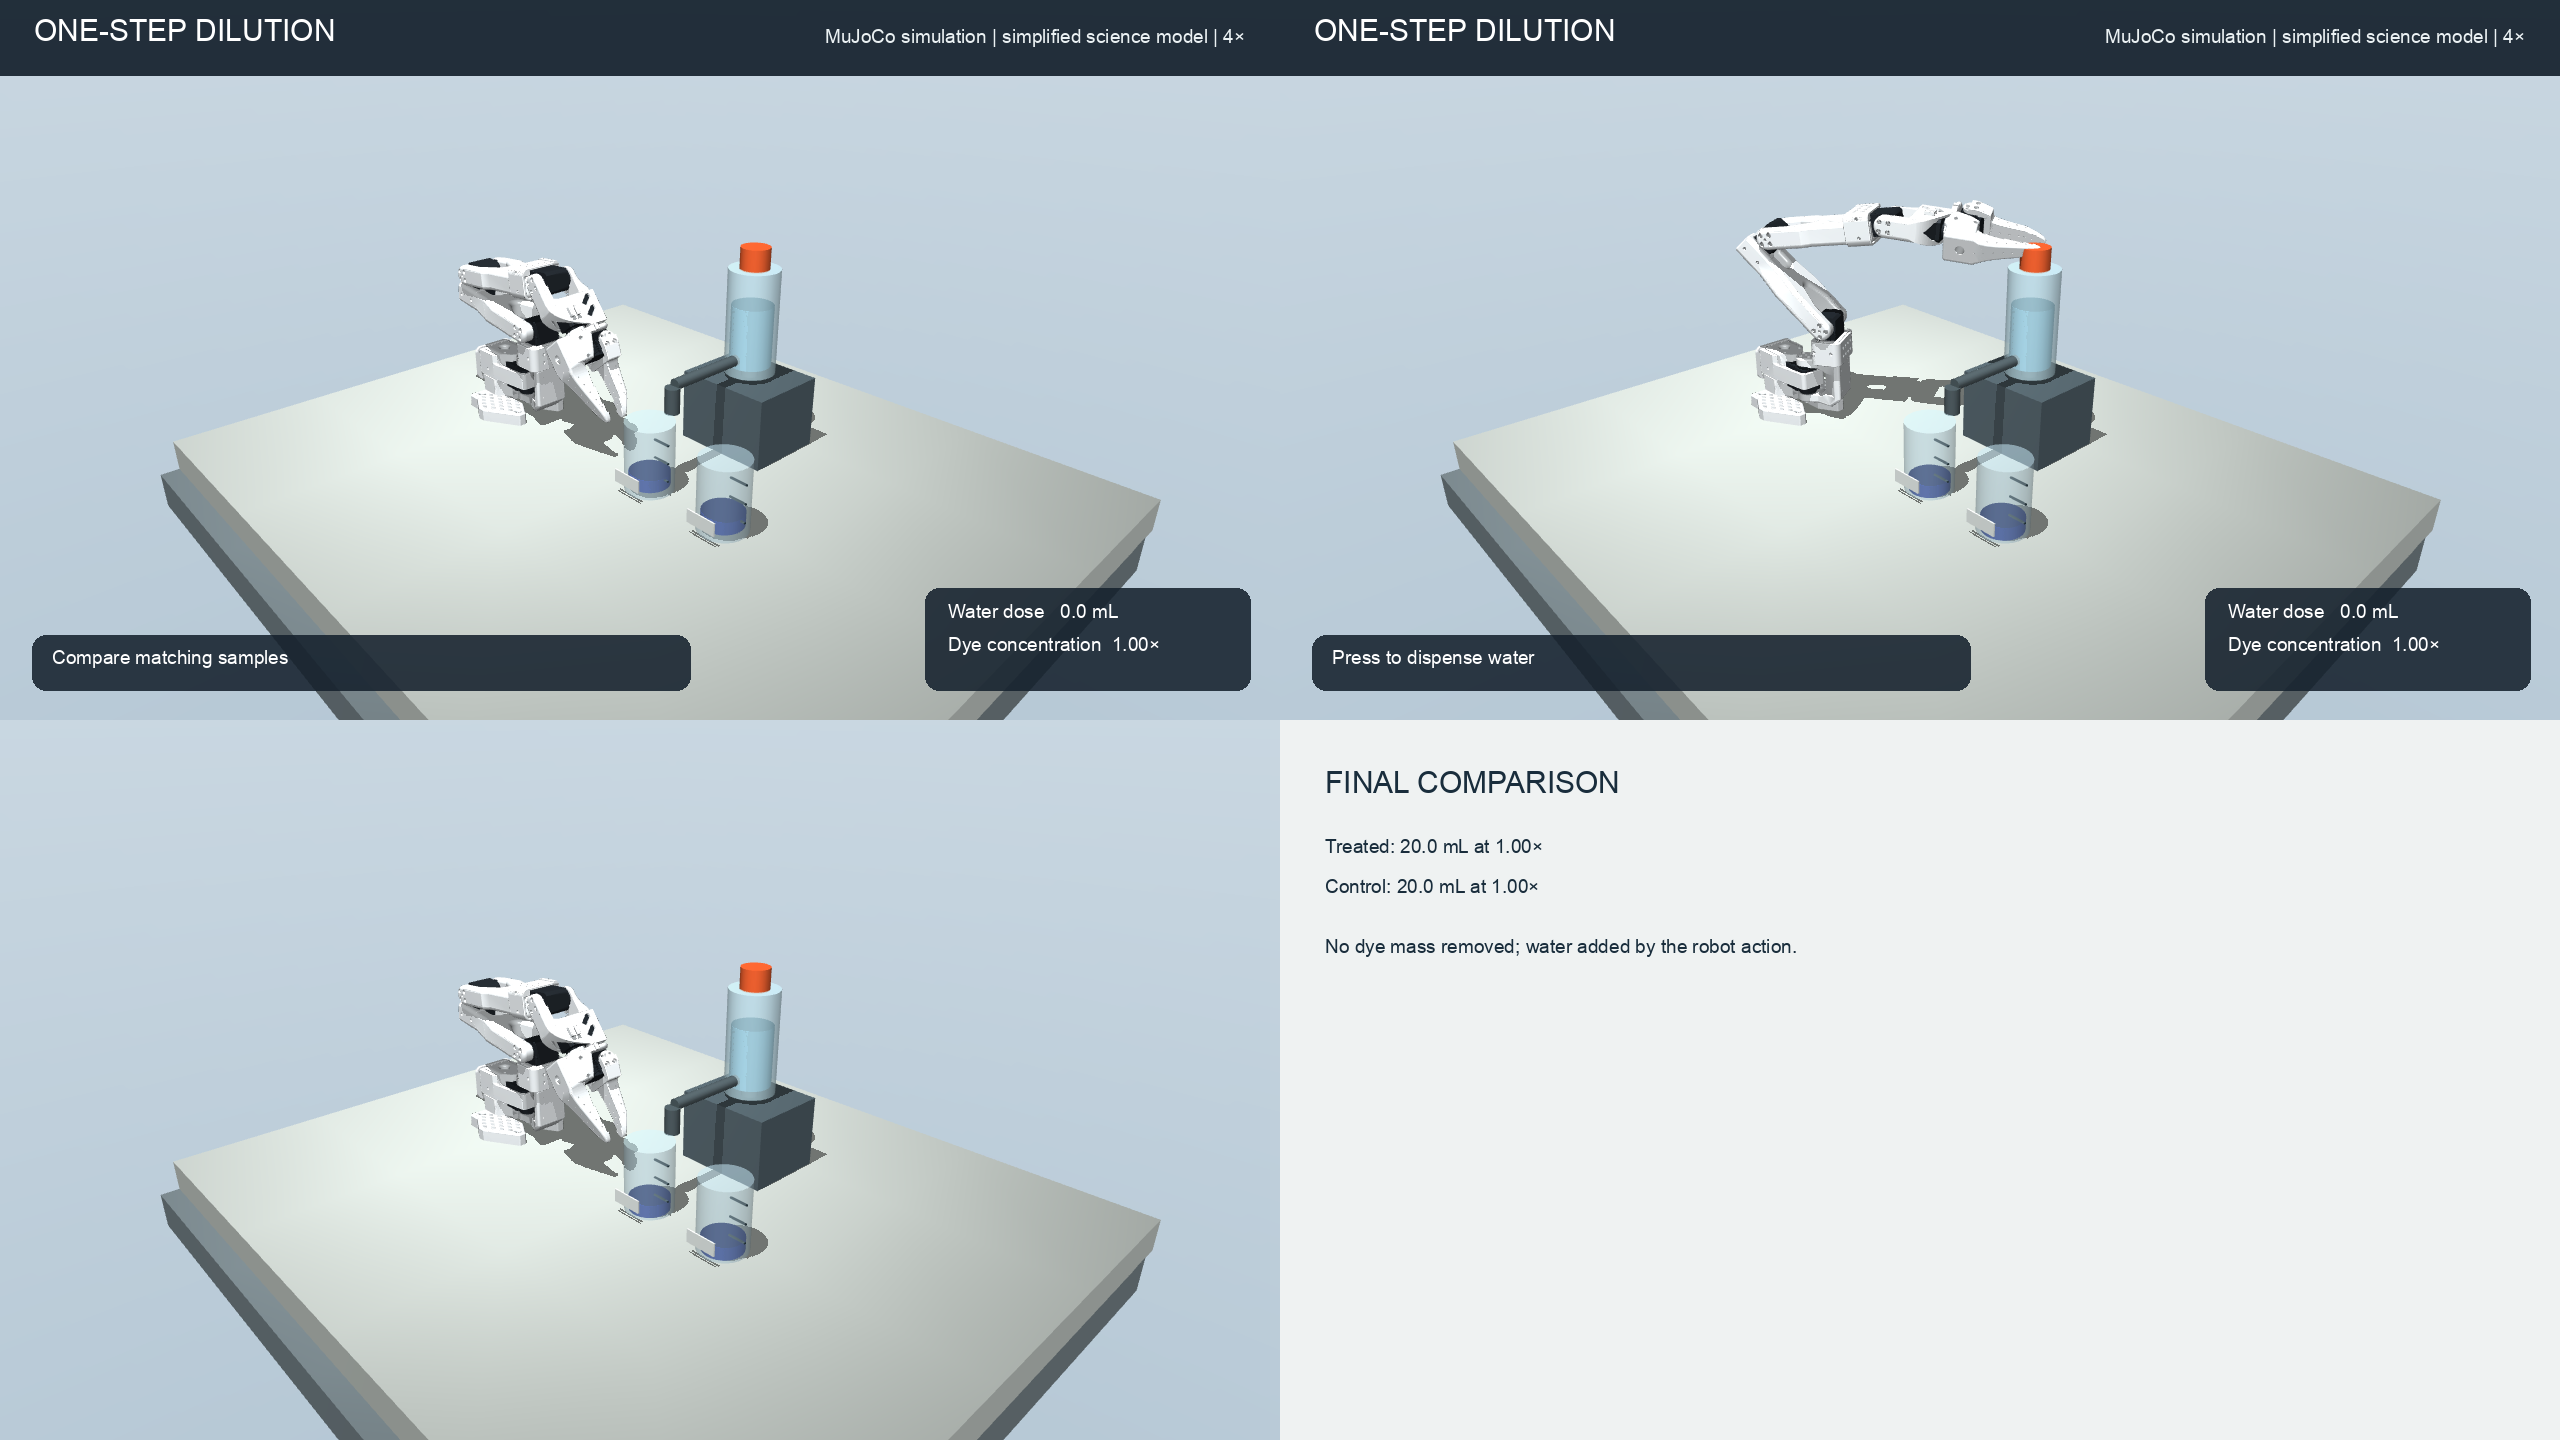 ONE-STEP DILUTION
MuJoCo simulation | simplified science model | 4×
Water dose 0.0 mL
Dye concentration 1.00×
Compare matching samples
ONE-STEP DILUTION
MuJoCo simulation | simplified science model | 4×
Water dose 0.0 mL
Dye concentration 1.00×
Press to dispense water
FINAL COMPARISON
Treated: 20.0 mL at 1.00×
Control: 20.0 mL at 1.00×
No dye mass removed; water added by the robot action.